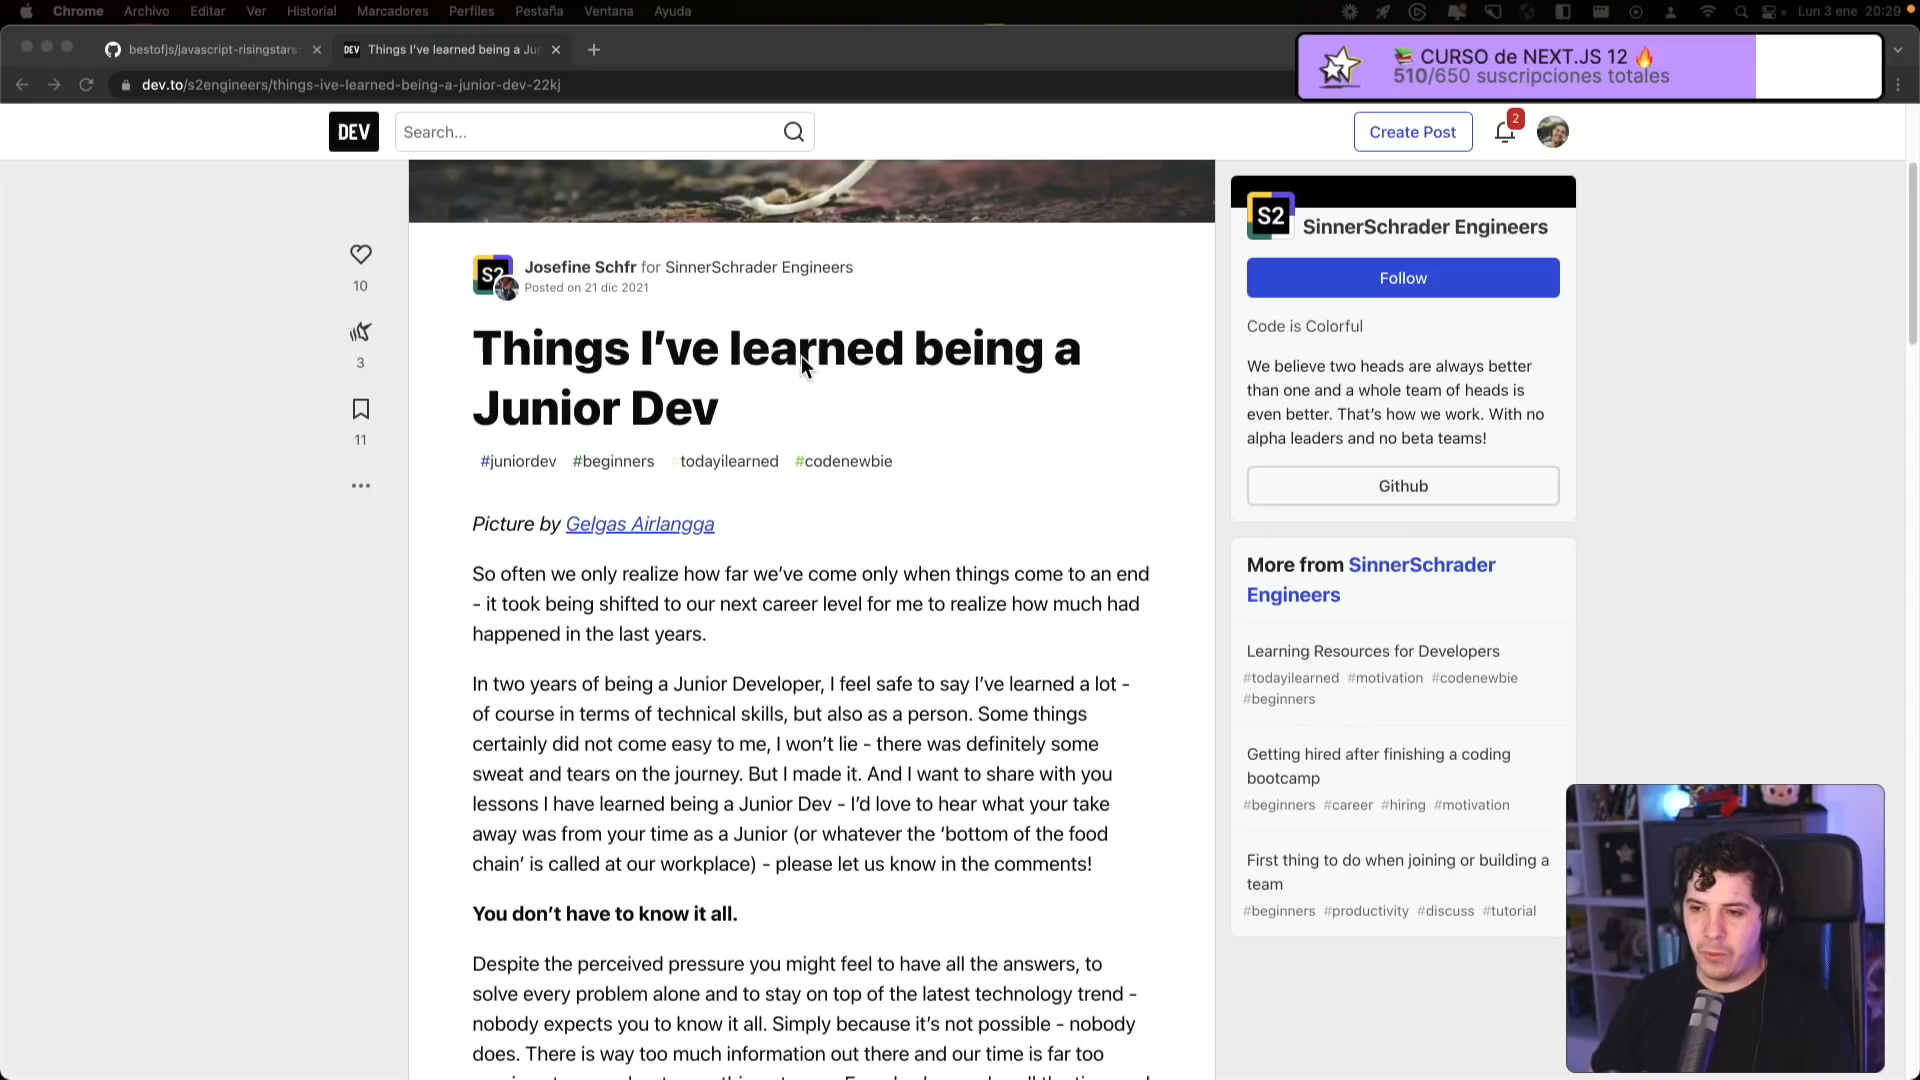 Chrome Archivo Editar Ver Historial Marcadores Perfiles Pestaña Ventana Ayuda
Lun 3 ene 20:29
bestofjs/javascript-risingstars:
DEV Things I've learned being a Ju
dev.to/s2engineers/things-ive-learned-being-a-junior-dev-22kj
CURSO de NEXT.JS 12
510/650 suscripciones totales
DEV
Search...
Create Post
2
10
3
11
S2
Josefine Schfr for SinnerSchrader Engineers
Posted on 21 dic 2021
Things I've learned being a
Junior Dev
#juniordev #beginners #todayilearned #codenewbie
Picture by Gelgas Airlangga
So often we only realize how far we've come only when things come to an end
- it took being shifted to our next career level for me to realize how much had
happened in the last years.
In two years of being a Junior Developer, I feel safe to say I've learned a lot -
of course in terms of technical skills, but also as a person. Some things
certainly did not come easy to me, I won't lie - there was definitely some
sweat and tears on the journey. But I made it. And I want to share with you
lessons I have learned being a Junior Dev - I'd love to hear what your take
away was from your time as a Junior (or whatever the ‘bottom of the food
chain’ is called at our workplace) - please let us know in the comments!
You don't have to know it all.
Despite the perceived pressure you might feel to have all the answers, to
solve every problem alone and to stay on top of the latest technology trend -
nobody expects you to know it all. Simply because it's not possible - nobody
does. There is way too much information out there and our time is far too
S2
SinnerSchrader Engineers
Follow
Code is Colorful
We believe two heads are always better
than one and a whole team of heads is
even better. That's how we work. With no
alpha leaders and no beta teams!
Github
More from SinnerSchrader
Engineers
Learning Resources for Developers
#todayilearned #motivation #codenewbie
#beginners
Getting hired after finishing a coding
bootcamp
#beginners #career #hiring #motivation
First thing to do when joining or building a
team
#beginners #productivity #discuss #tutorial